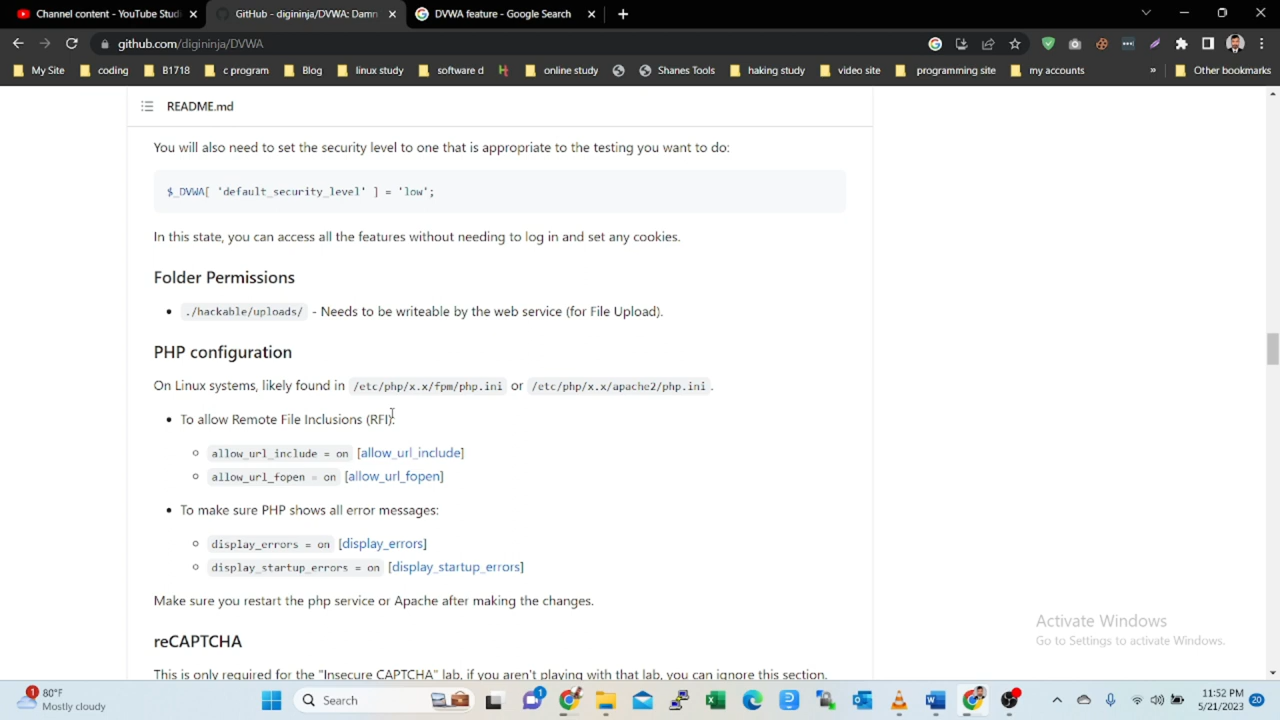 Channel content - YouTube Studi
GitHub - digininja/DVWA: Damn
DVWA feature - Google Search
github.com/digininja/DVWA
My Site
coding
B1718
c program
Blog
linux study
software d
online study
Shanes Tools
haking study
video site
programming site
my accounts
»
Other bookmarks
README.md
You will also need to set the security level to one that is appropriate to the testing you want to do:
$_DVWA[ 'default_security_level' ] = 'low';
In this state, you can access all the features without needing to log in and set any cookies.
Folder Permissions
• ./hackable/uploads/ - Needs to be writeable by the web service (for File Upload).
PHP configuration
On Linux systems, likely found in /etc/php/x.x/fpm/php.ini or /etc/php/x.x/apache2/php.ini .
• To allow Remote File Inclusions (RFI):
○ allow_url_include = on [allow_url_include]
○ allow_url_fopen = on [allow_url_fopen]
• To make sure PHP shows all error messages:
○ display_errors = on [display_errors]
○ display_startup_errors = on [display_startup_errors]
Make sure you restart the php service or Apache after making the changes.
reCAPTCHA
This is only required for the "Insecure CAPTCHA" lab, if you aren't playing with that lab, you can ignore this section.
Activate Windows
Go to Settings to activate Windows.
1
80°F
Mostly cloudy
Search
1
11:52 PM
5/21/2023
20